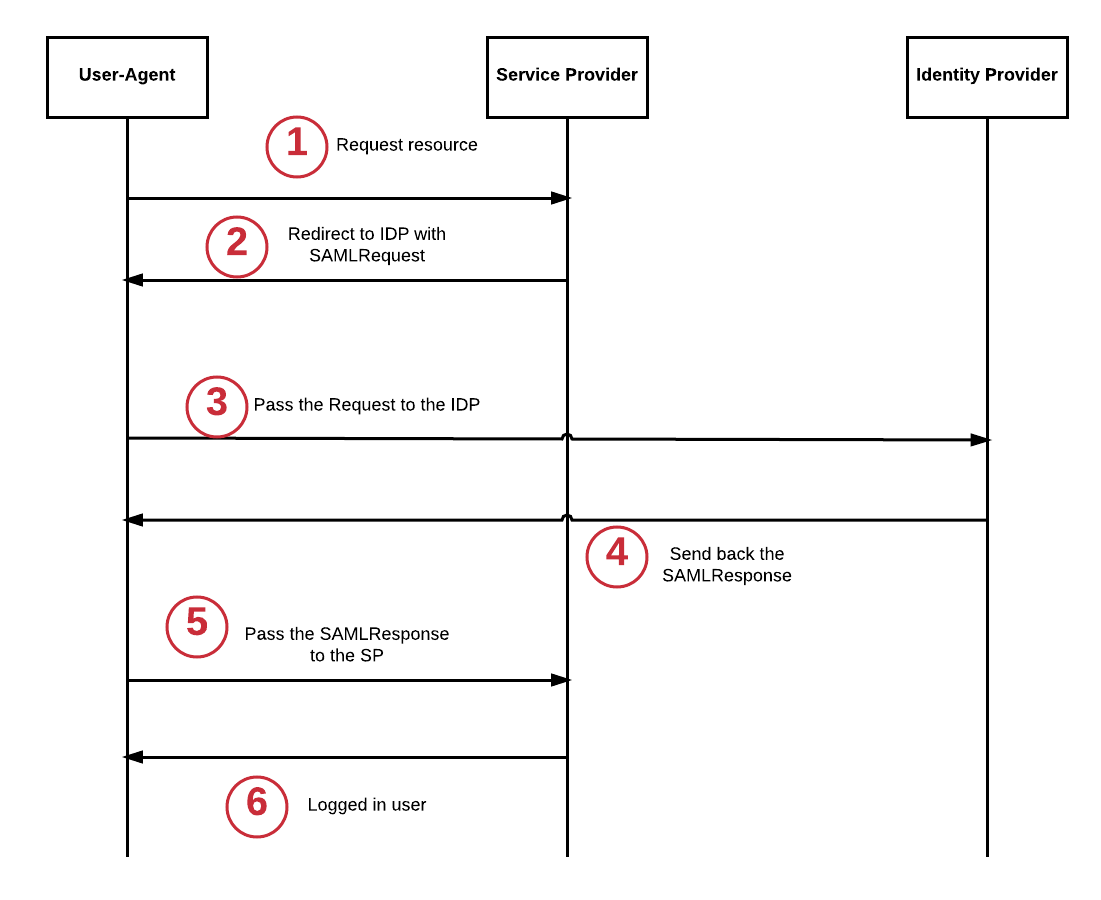 User-Agent
Service Provider
Identity Provider
1
Request resource
2
Redirect to IDP with
SAMLRequest
3
Pass the Request to the IDP
4
Send back the
SAMLResponse
5
Pass the SAMLResponse
to the SP
6
Logged in user